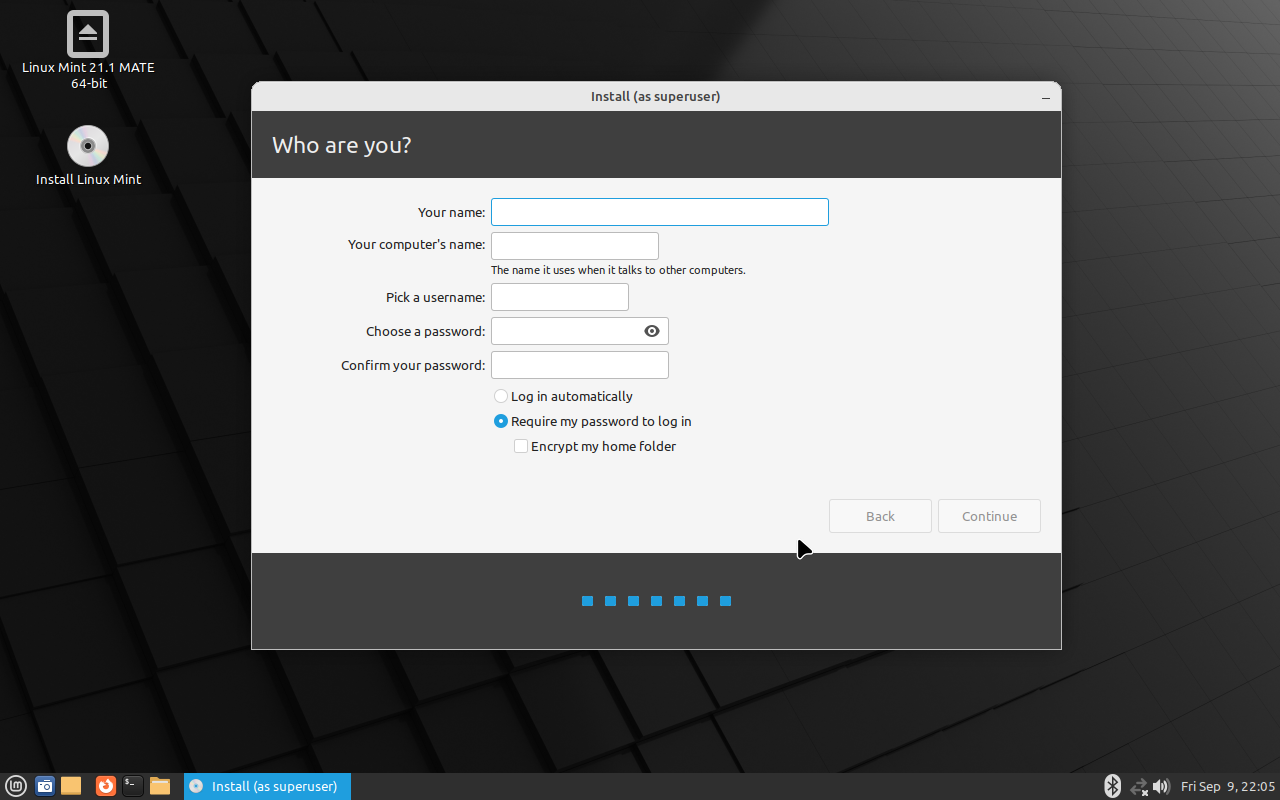 Linux Mint 21.1 MATE
64-bit
Install Linux Mint
Install (as superuser)
Who are you?
Your name:
Your computer's name:
The name it uses when it talks to other computers.
Pick a username:
Choose a password:
Confirm your password:
Log in automatically
Require my password to log in
Encrypt my home folder
Back
Continue
Install (as superuser)
Fri Sep 9, 22:05